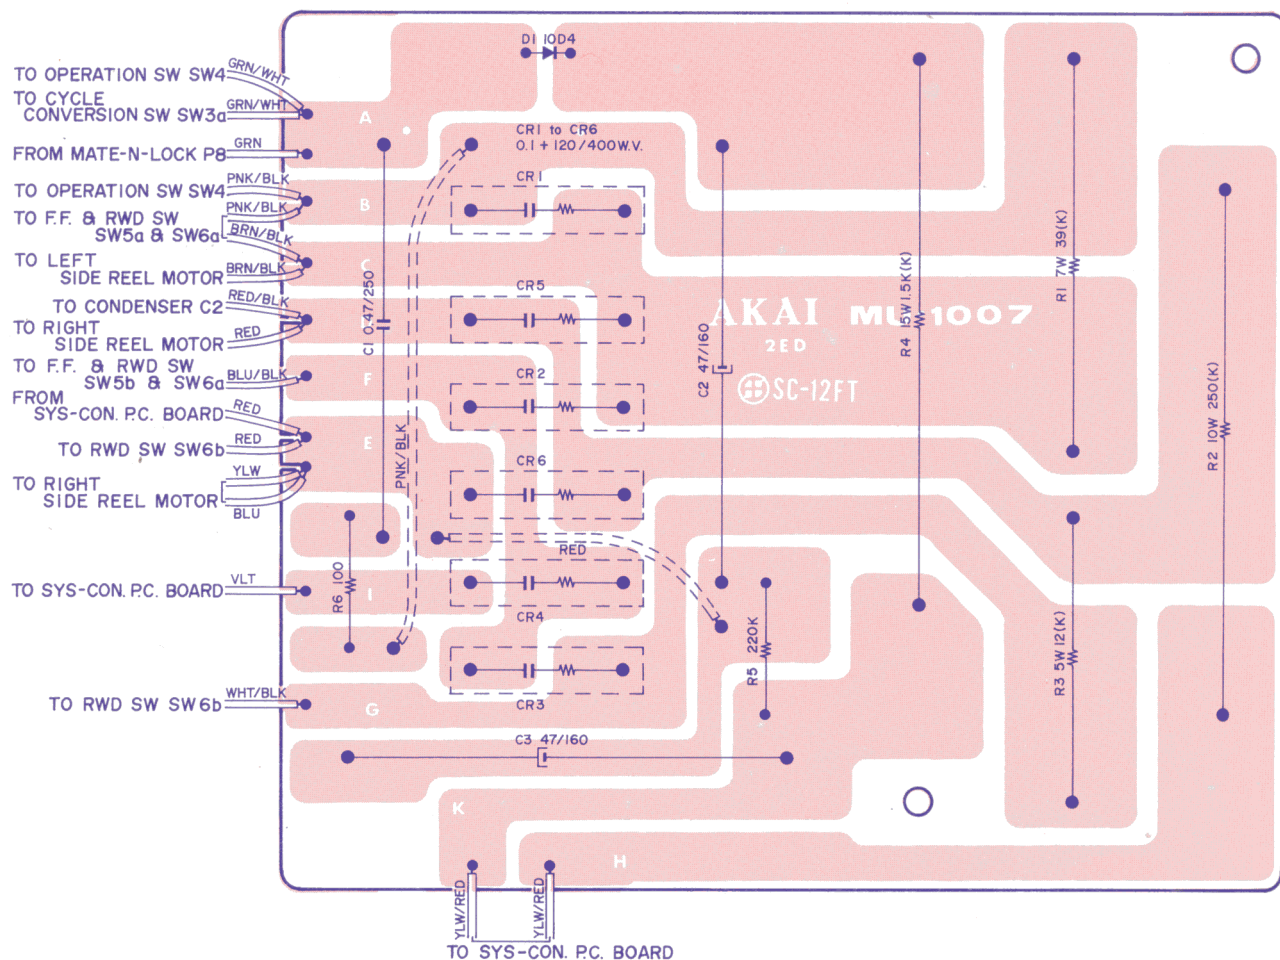 TO OPERATION SW SW4
GRN/WHT
TO CYCLE
CONVERSION SW SW3a
GRN/WHT
FROM MATE-N-LOCK P8
GRN
TO OPERATION SW SW4
PNK/BLK
TO F.F. & RWD SW
SW5a & SW6a
PNK/BLK
BRN/BLK
TO LEFT
SIDE REEL MOTOR
BRN/BLK
TO CONDENSER C2
RED/BLK
TO RIGHT
SIDE REEL MOTOR
RED
TO F.F. & RWD SW
SW5b & SW6a
BLU/BLK
FROM
SYS-CON. P.C. BOARD
RED
TO RWD SW SW6b
RED
TO RIGHT
SIDE REEL MOTOR
YLW
BLU
TO SYS-CON. P.C. BOARD
VLT
TO RWD SW SW6b
WHT/BLK
A
B
C
F
E
I
G
K
H
D1 10D4
CR1 to CR6
0.1 + 120/400W.V.
CR1
CR5
CR2
CR6
RED
CR4
CR3
C3 47/160
C1 0.47/250
PNK/BLK
R6 100
C2 47/160
R5 220K
AKAI MU-1007
2ED
SC-12FT
R4 15W1.5K(K)
R1 7W 39(K)
R3 5W12(K)
R2 10W 250(K)
YLW/RED
YLW/RED
TO SYS-CON. P.C. BOARD